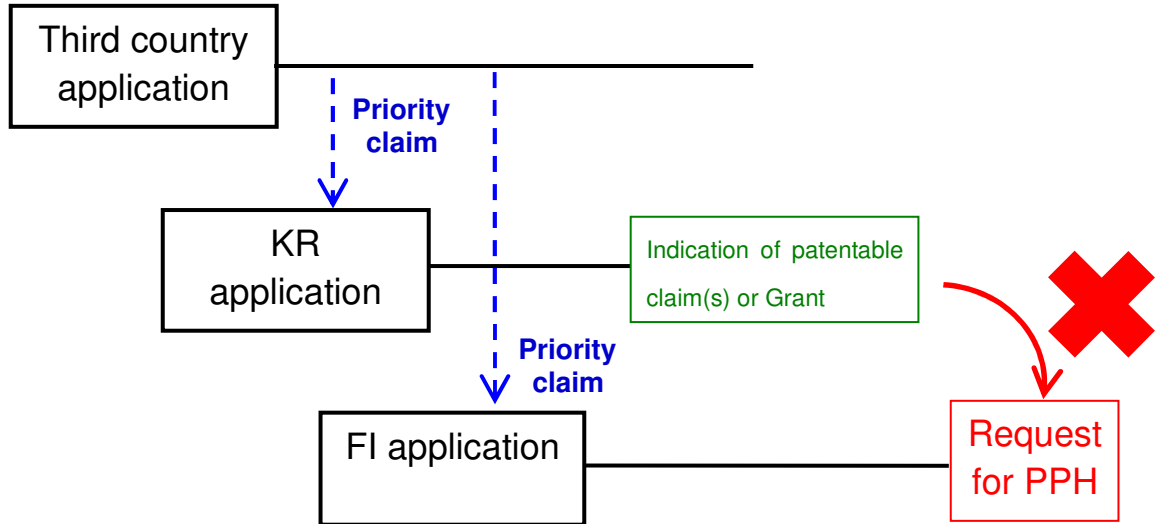 Third country
application
Priority
claim
KR
application
Indication of patentable
claim(s) or Grant
Priority
claim
FI application
Request
for PPH